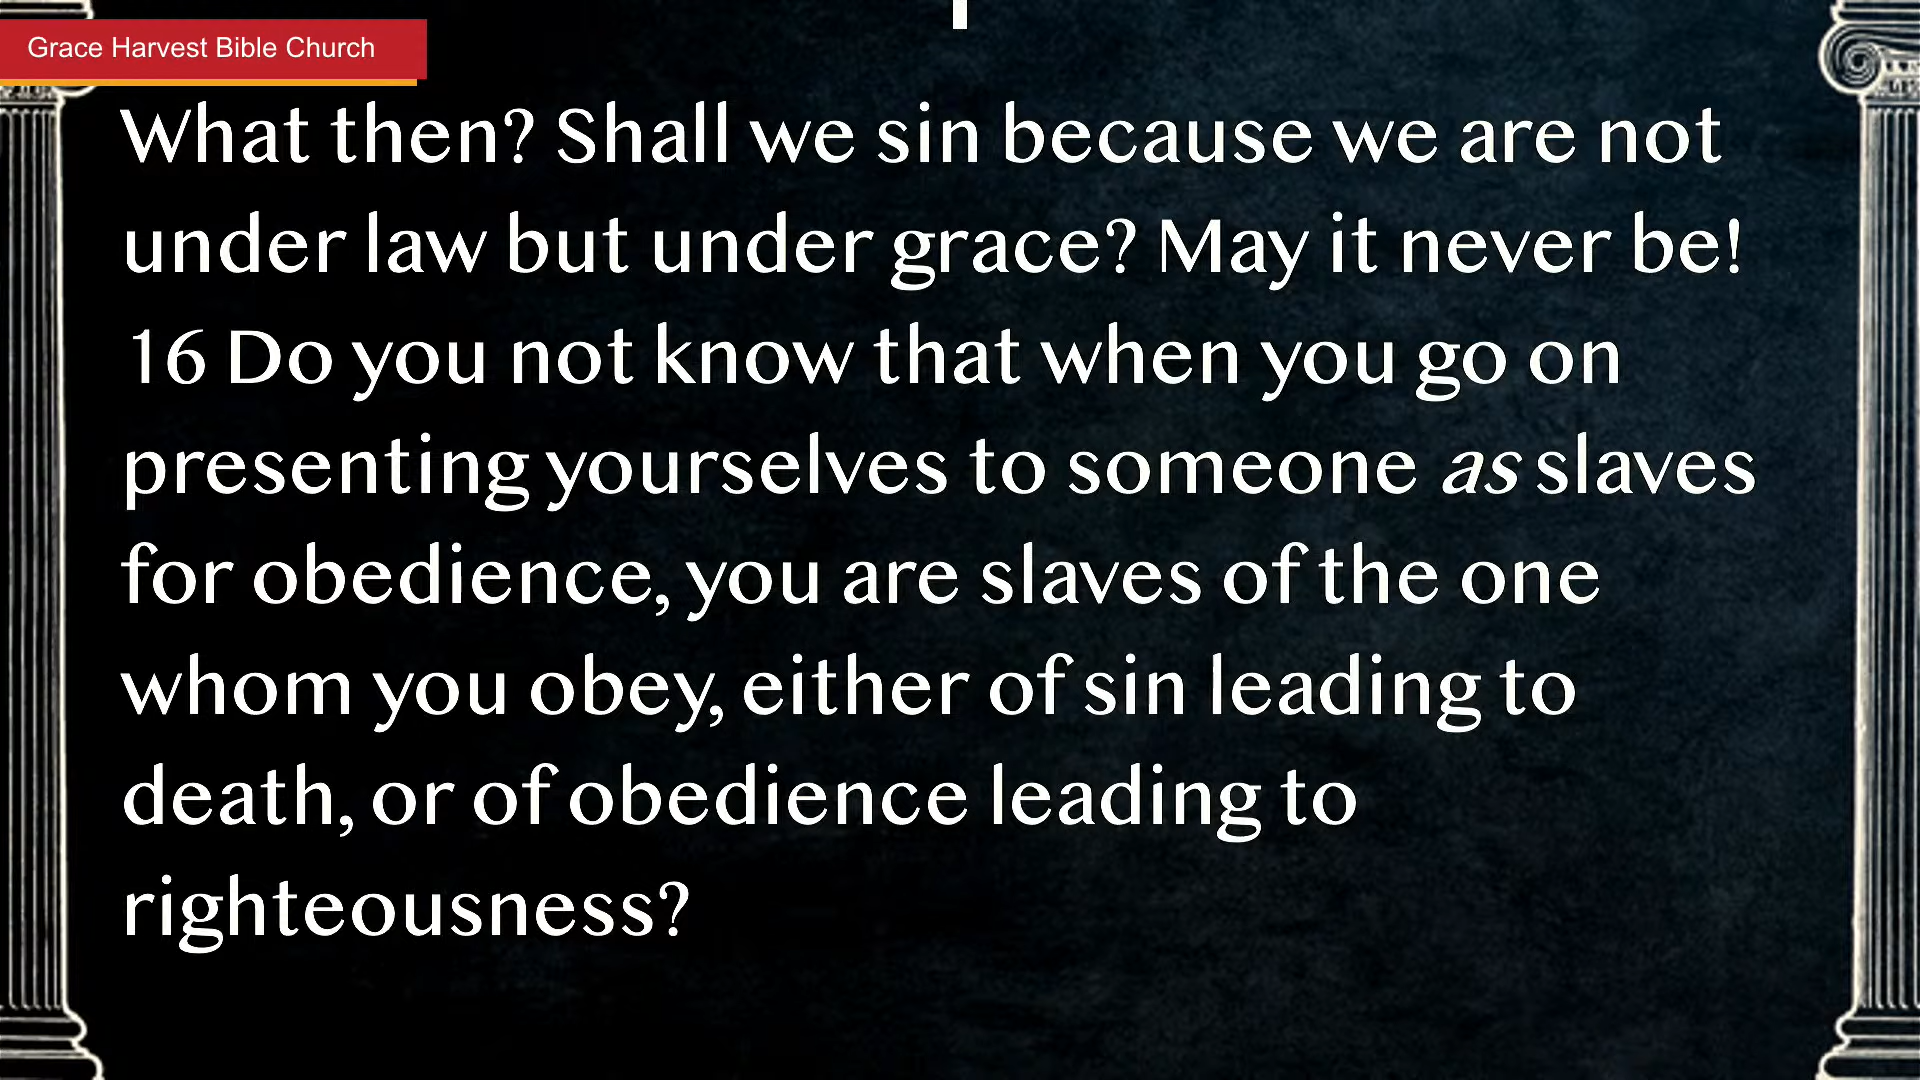 Grace Harvest Bible Church
What then? Shall we sin because we are not
under law but under grace? May it never be!
16 Do you not know that when you go on
presenting yourselves to someone as slaves
for obedience, you are slaves of the one
whom you obey, either of sin leading to
death, or of obedience leading to
righteousness?